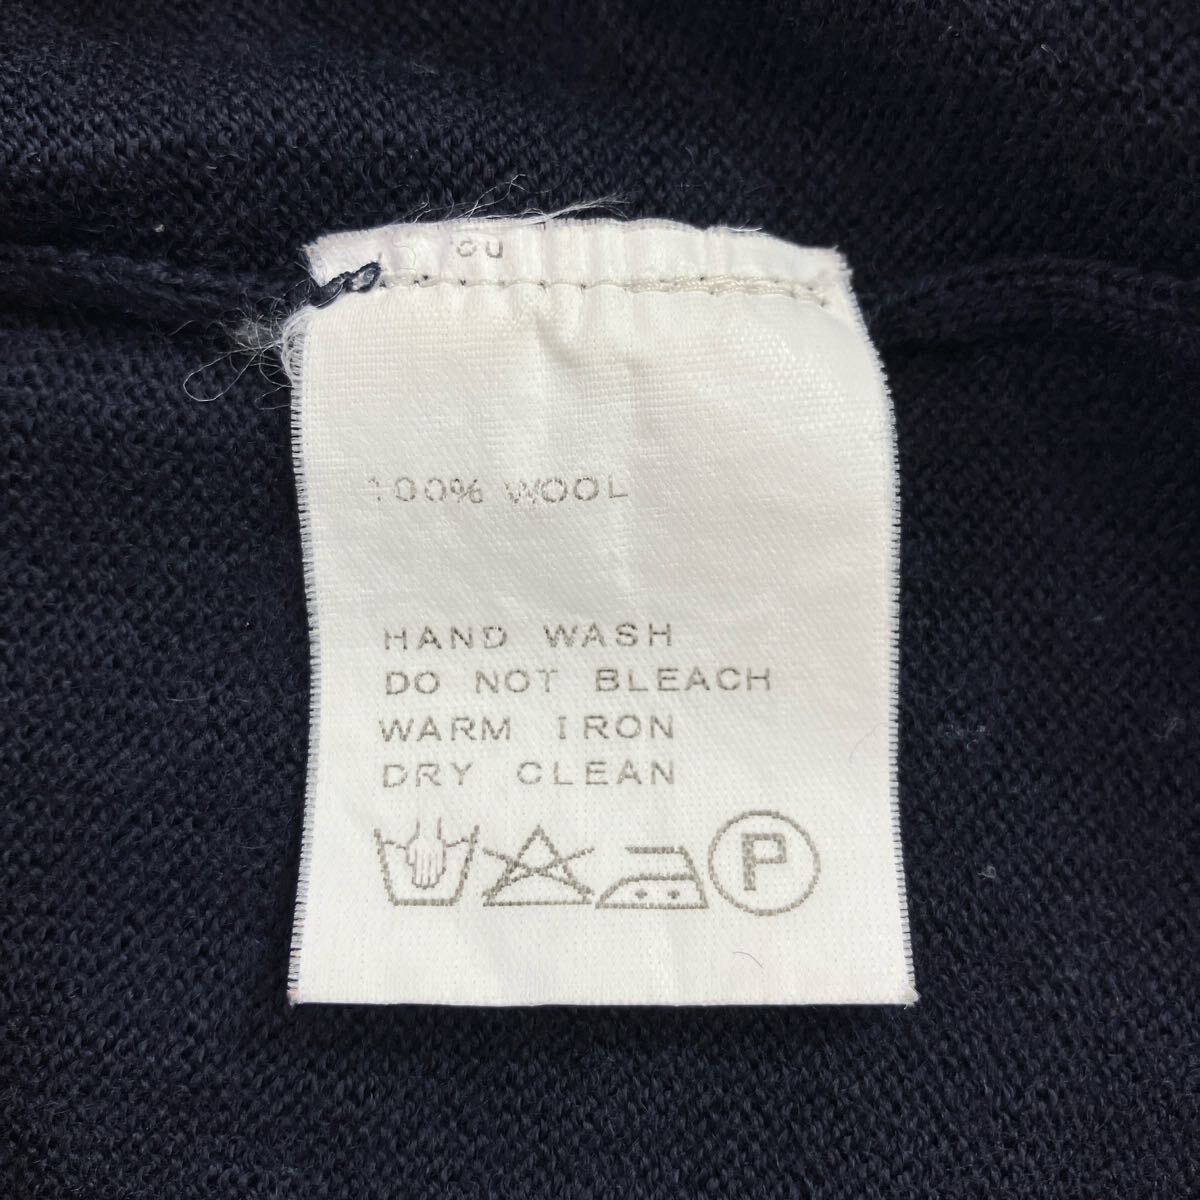 100% WOOL
HAND WASH
DO NOT BLEACH
WARM IRON
DRY CLEAN
P